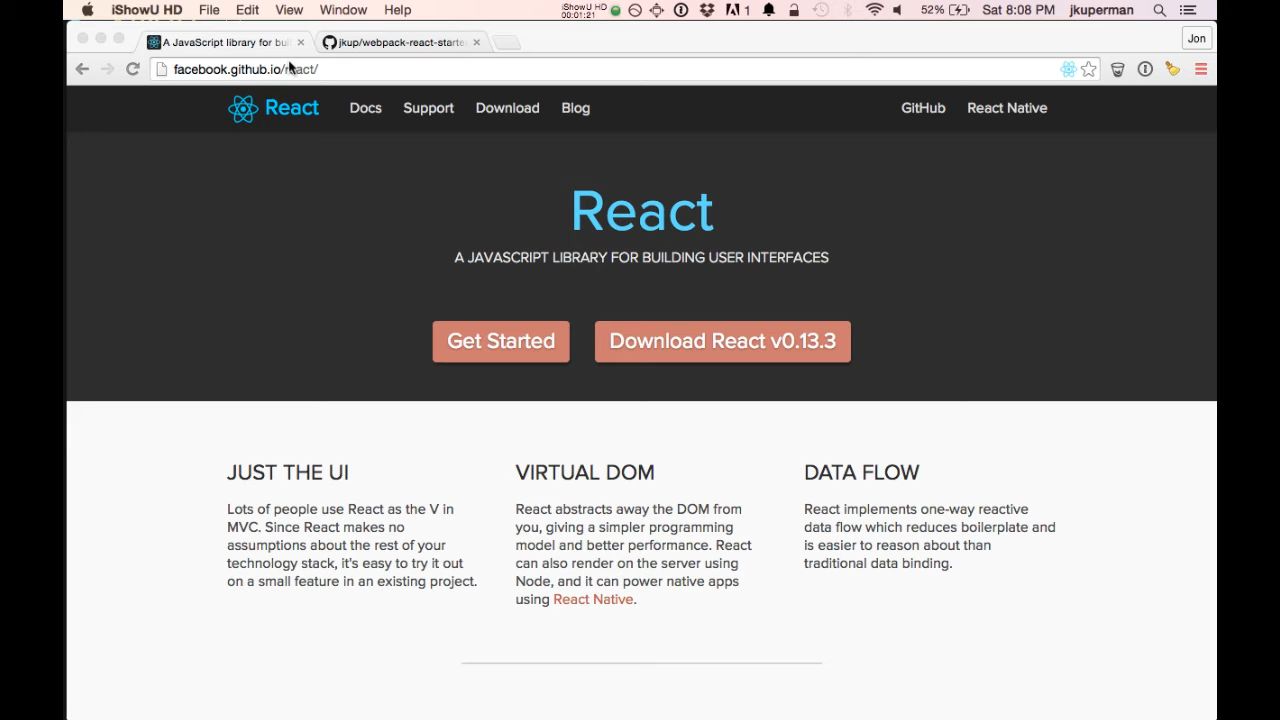 iShowU HD File Edit View Window Help iShowU HD 00:01:21 1 52% Sat 8:08 PM jkuperman
A JavaScript library for bui × jkup/webpack-react-starte × Jon
facebook.github.io/react/
React Docs Support Download Blog GitHub React Native
React
A JAVASCRIPT LIBRARY FOR BUILDING USER INTERFACES
Get Started Download React v0.13.3
JUST THE UI
Lots of people use React as the V in
MVC. Since React makes no
assumptions about the rest of your
technology stack, it's easy to try it out
on a small feature in an existing project.
VIRTUAL DOM
React abstracts away the DOM from
you, giving a simpler programming
model and better performance. React
can also render on the server using
Node, and it can power native apps
using React Native.
DATA FLOW
React implements one-way reactive
data flow which reduces boilerplate and
is easier to reason about than
traditional data binding.